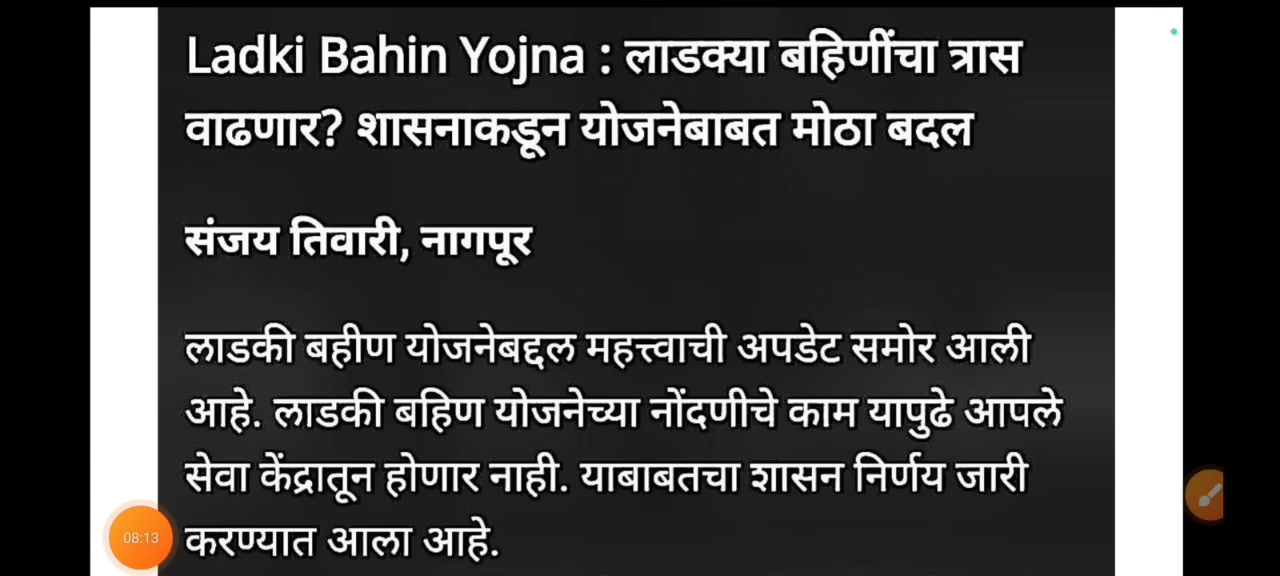 Ladki Bahin Yojna : लाडक्या बहिणींचा त्रास
वाढणार? शासनाकडून योजनेबाबत मोठा बदल
संजय तिवारी, नागपूर
लाडकी बहीण योजनेबद्दल महत्त्वाची अपडेट समोर आली
आहे. लाडकी बहिण योजनेच्या नोंदणीचे काम यापुढे आपले
सेवा केंद्रातून होणार नाही. याबाबतचा शासन निर्णय जारी
करण्यात आला आहे.
08:13